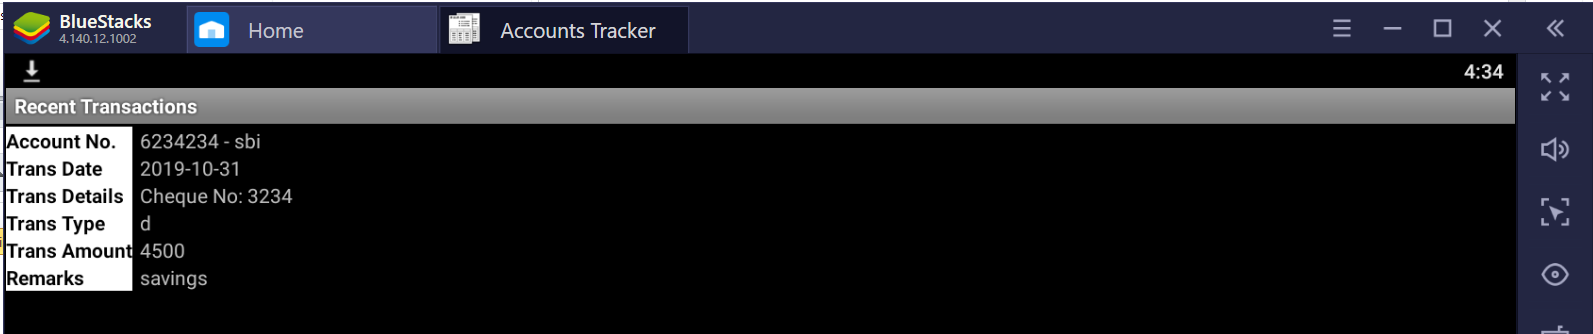 BlueStacks
4.140.12.1002
Home
Accounts Tracker
4:34
Recent Transactions
Account No. 6234234 - sbi
Trans Date 2019-10-31
Trans Details Cheque No: 3234
Trans Type d
Trans Amount 4500
Remarks savings